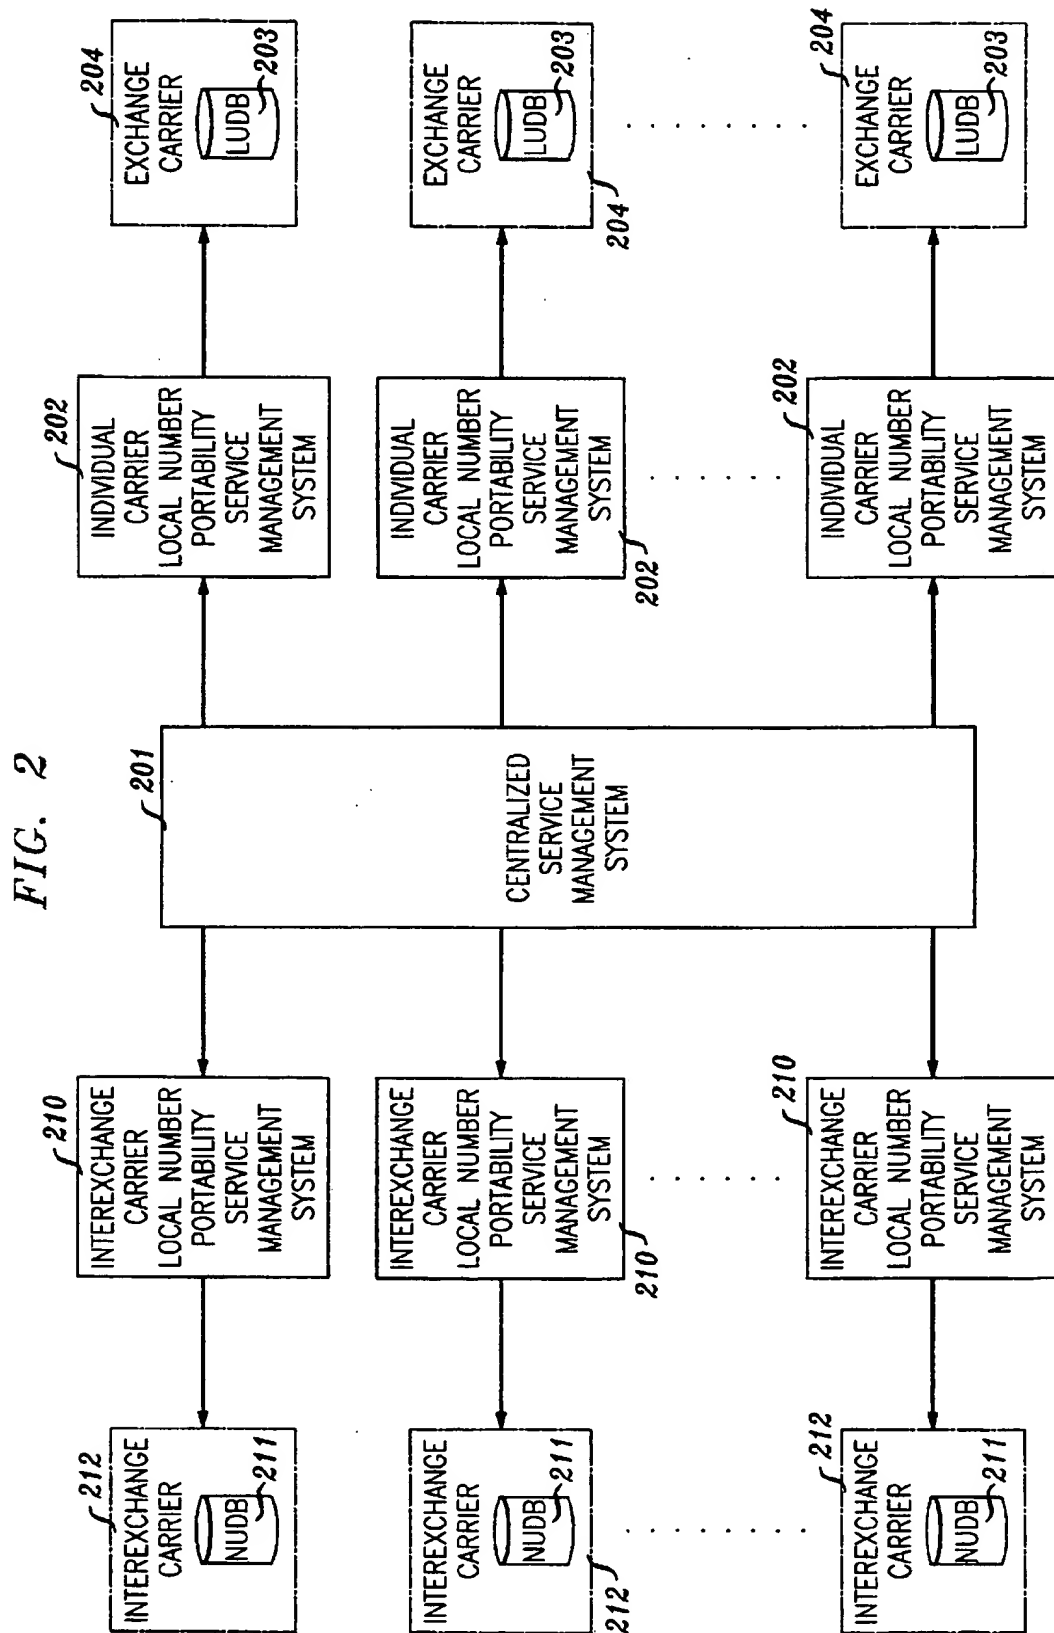 FIG. 2
212
INTEREXCHANGE
CARRIER
NUDB
211
210
INTEREXCHANGE
CARRIER
LOCAL NUMBER
PORTABILITY
SERVICE
MANAGEMENT
SYSTEM
201
202
INDIVIDUAL
CARRIER
LOCAL NUMBER
PORTABILITY
SERVICE
MANAGEMENT
SYSTEM
204
EXCHANGE
CARRIER
LUDB
203
INTEREXCHANGE
CARRIER
NUDB
211
212
INTEREXCHANGE
CARRIER
LOCAL NUMBER
PORTABILITY
SERVICE
MANAGEMENT
SYSTEM
210
CENTRALIZED
SERVICE
MANAGEMENT
SYSTEM
INDIVIDUAL
CARRIER
LOCAL NUMBER
PORTABILITY
SERVICE
MANAGEMENT
SYSTEM
202
EXCHANGE
CARRIER
LUDB
203
204
212
INTEREXCHANGE
CARRIER
NUDB
211
210
INTEREXCHANGE
CARRIER
LOCAL NUMBER
PORTABILITY
SERVICE
MANAGEMENT
SYSTEM
202
INDIVIDUAL
CARRIER
LOCAL NUMBER
PORTABILITY
SERVICE
MANAGEMENT
SYSTEM
204
EXCHANGE
CARRIER
LUDB
203